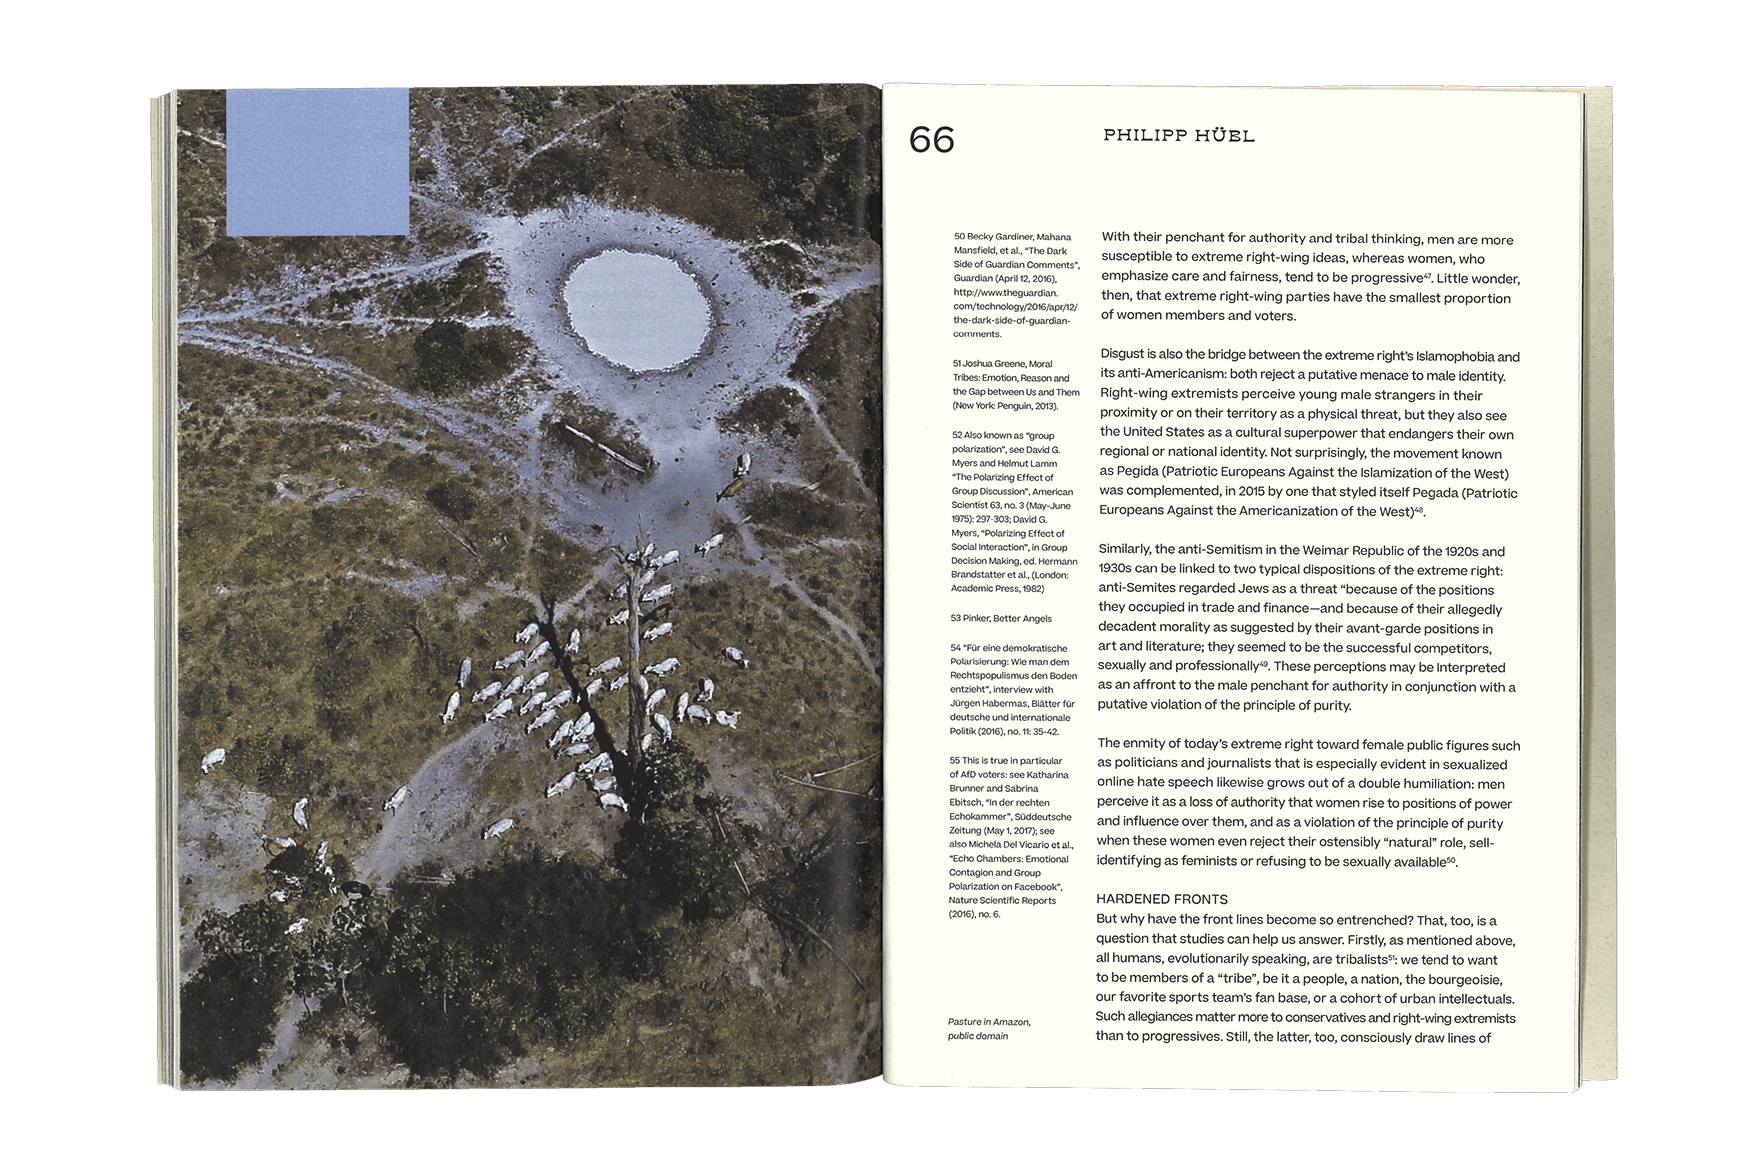 66
PHILIPP HÜBL
50 Becky Gardiner, Mahana
Mansfield, et al., “The Dark
Side of Guardian Comments”,
Guardian (April 12, 2016),
http://www.theguardian.
com/technology/2016/apr/12/
the-dark-side-of-guardian-
comments.
51 Joshua Greene, Moral
Tribes: Emotion, Reason and
the Gap between Us and Them
(New York: Penguin, 2013).
52 Also known as “group
polarization”, see David G.
Myers and Helmut Lamm
“The Polarizing Effect of
Group Discussion”, American
Scientist 63, no. 3 (May-June
1975): 297-303; David G.
Myers, “Polarizing Effect of
Social Interaction”, in Group
Decision Making, ed. Hermann
Brandstatter et al., (London:
Academic Press, 1982)
53 Pinker, Better Angels
54 “Für eine demokratische
Polarisierung: Wie man dem
Rechtspopulismus den Boden
entzieht”, interview with
Jürgen Habermas, Blätter für
deutsche und internationale
Politik (2016), no. 11: 35-42.
55 This is true in particular
of AfD voters: see Katharina
Brunner and Sabrina
Ebitsch, “In der rechten
Echokammer”, Süddeutsche
Zeitung (May 1, 2017); see
also Michela Del Vicario et al.,
“Echo Chambers: Emotional
Contagion and Group
Polarization on Facebook”,
Nature Scientific Reports
(2016), no. 6.
Pasture in Amazon,
public domain
With their penchant for authority and tribal thinking, men are more
susceptible to extreme right-wing ideas, whereas women, who
emphasize care and fairness, tend to be progressive⁴⁷. Little wonder,
then, that extreme right-wing parties have the smallest proportion
of women members and voters.
Disgust is also the bridge between the extreme right’s Islamophobia and
its anti-Americanism: both reject a putative menace to male identity.
Right-wing extremists perceive young male strangers in their
proximity or on their territory as a physical threat, but they also see
the United States as a cultural superpower that endangers their own
regional or national identity. Not surprisingly, the movement known
as Pegida (Patriotic Europeans Against the Islamization of the West)
was complemented, in 2015 by one that styled itself Pegada (Patriotic
Europeans Against the Americanization of the West)⁴⁸.
Similarly, the anti-Semitism in the Weimar Republic of the 1920s and
1930s can be linked to two typical dispositions of the extreme right:
anti-Semites regarded Jews as a threat “because of the positions
they occupied in trade and finance—and because of their allegedly
decadent morality as suggested by their avant-garde positions in
art and literature; they seemed to be the successful competitors,
sexually and professionally⁴⁹. These perceptions may be Interpreted
as an affront to the male penchant for authority in conjunction with a
putative violation of the principle of purity.
The enmity of today’s extreme right toward female public figures such
as politicians and journalists that is especially evident in sexualized
online hate speech likewise grows out of a double humiliation: men
perceive it as a loss of authority that women rise to positions of power
and influence over them, and as a violation of the principle of purity
when these women even reject their ostensibly “natural” role, sell-
identifying as feminists or refusing to be sexually available⁵⁰.
HARDENED FRONTS
But why have the front lines become so entrenched? That, too, is a
question that studies can help us answer. Firstly, as mentioned above,
all humans, evolutionarily speaking, are tribalists⁵¹: we tend to want
to be members of a “tribe”, be it a people, a nation, the bourgeoisie,
our favorite sports team’s fan base, or a cohort of urban intellectuals.
Such allegiances matter more to conservatives and right-wing extremists
than to progressives. Still, the latter, too, consciously draw lines of